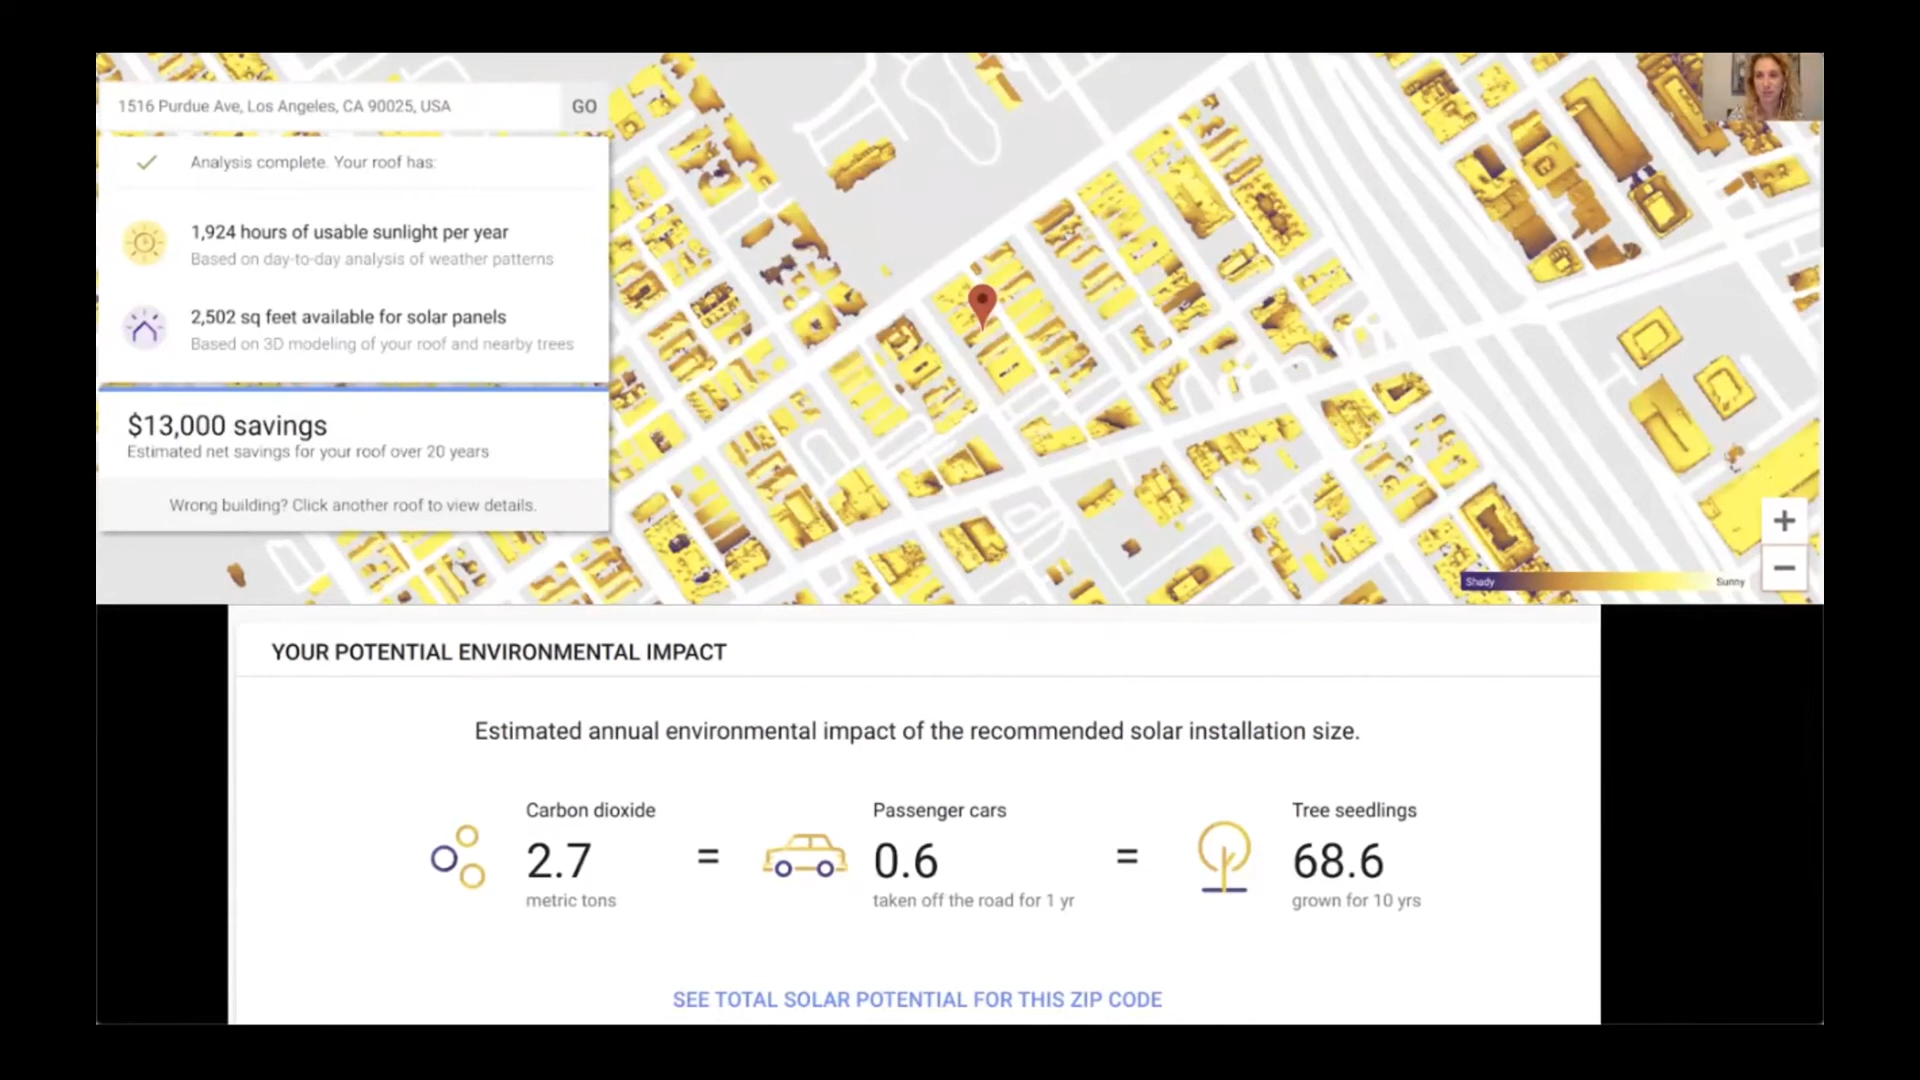 1516 Purdue Ave, Los Angeles, CA 90025, USA
GO
Analysis complete. Your roof has:
1,924 hours of usable sunlight per year
Based on day-to-day analysis of weather patterns
2,502 sq feet available for solar panels
Based on 3D modeling of your roof and nearby trees
$13,000 savings
Estimated net savings for your roof over 20 years
Wrong building? Click another roof to view details.
+
−
Shady
Sunny
YOUR POTENTIAL ENVIRONMENTAL IMPACT
Estimated annual environmental impact of the recommended solar installation size.
Carbon dioxide
2.7
metric tons
=
Passenger cars
0.6
taken off the road for 1 yr
=
Tree seedlings
68.6
grown for 10 yrs
SEE TOTAL SOLAR POTENTIAL FOR THIS ZIP CODE